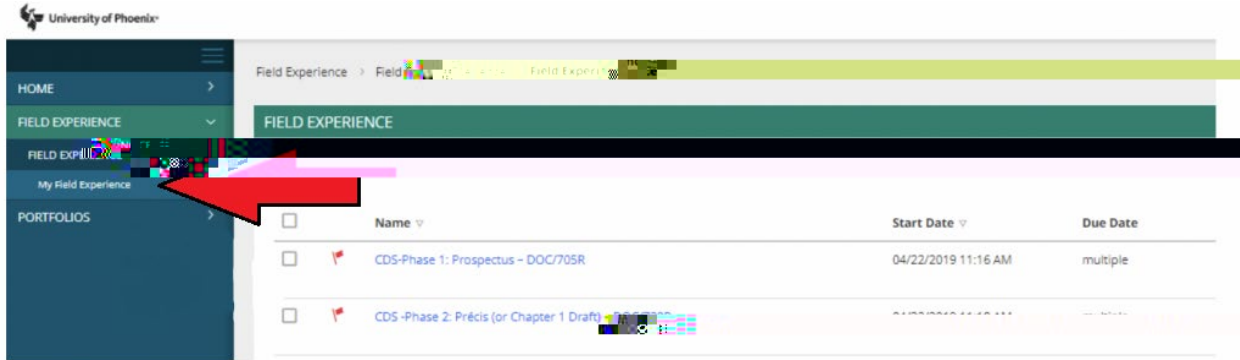 University of Phoenix®
Field Experience > Field
HOME
FIELD EXPERIENCE
FIELD EXPERIENCE
FIELD
My Field Experience
PORTFOLIOS
Name
Start Date
Due Date
CDS-Phase 1: Prospectus – DOC/705R
04/22/2019 11:16 AM
multiple
CDS -Phase 2: Précis (or Chapter 1 Draft)